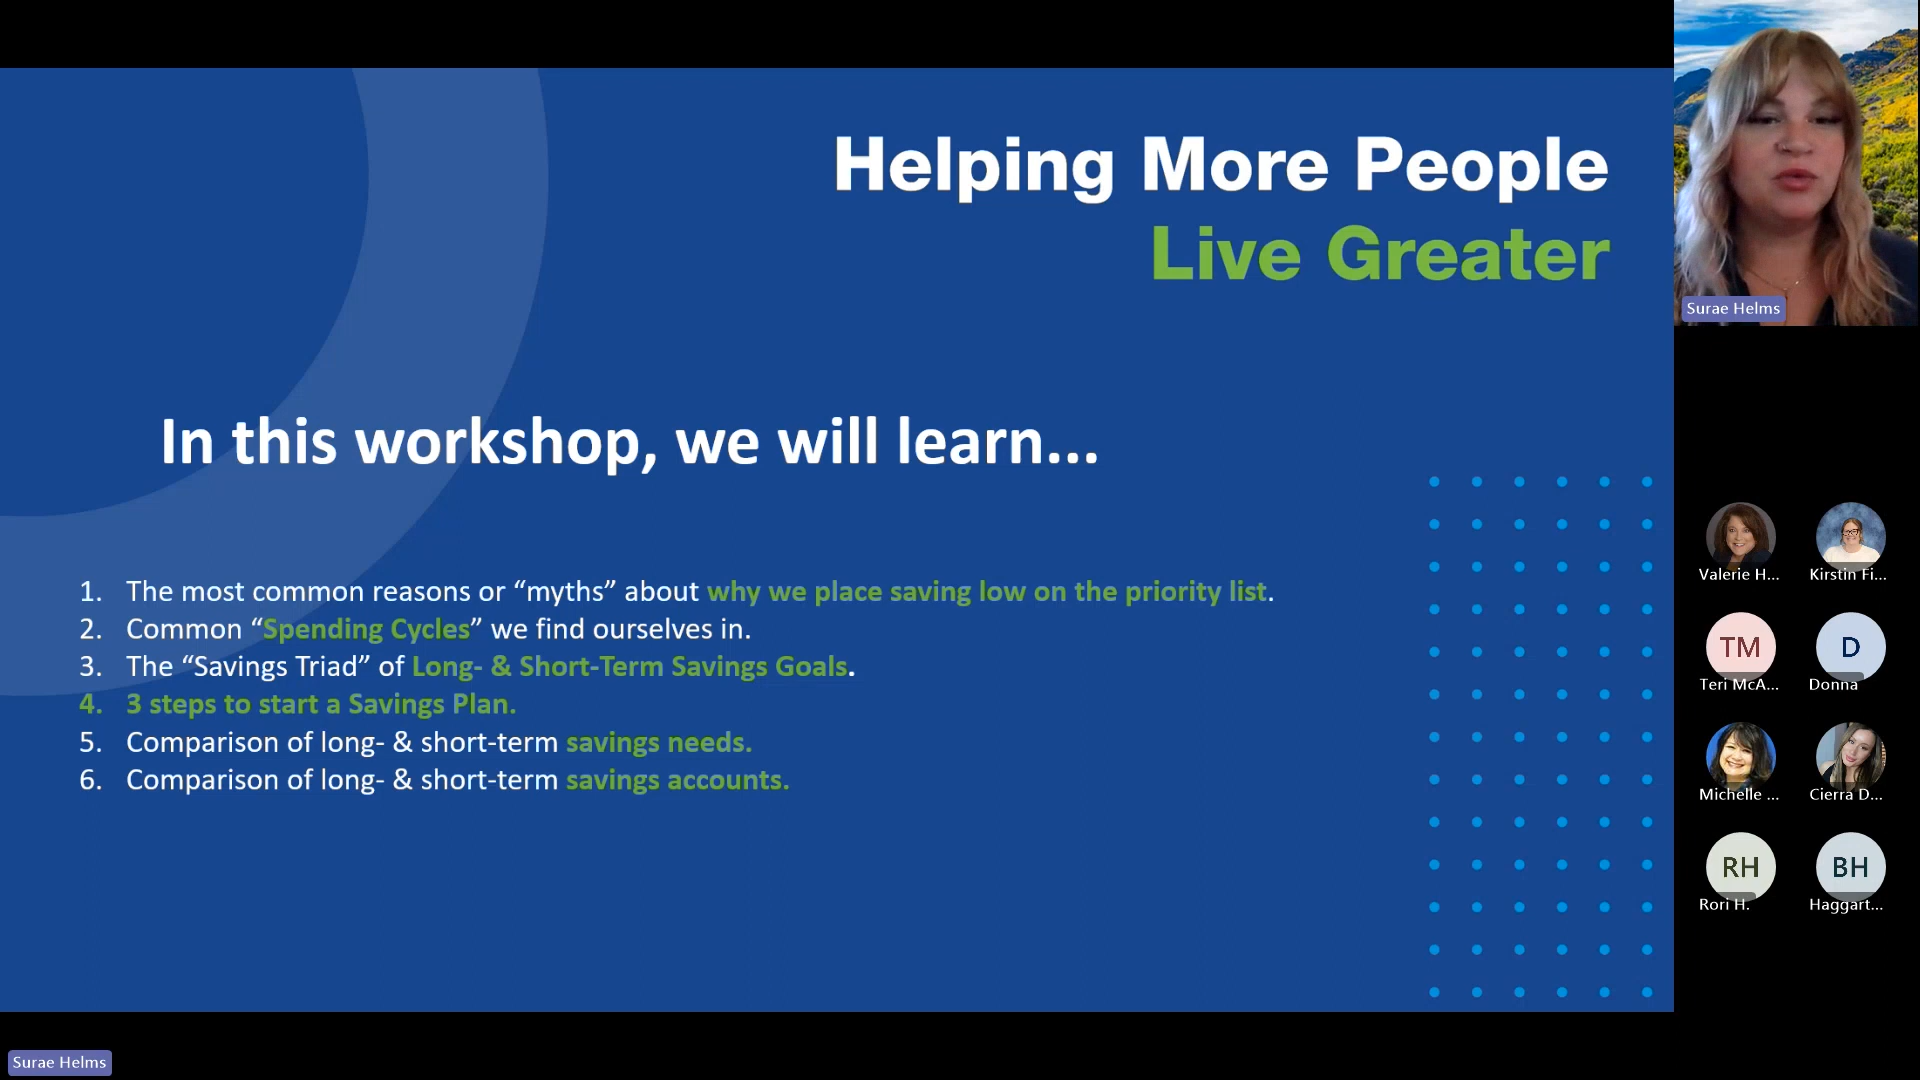 Helping More People
Live Greater
In this workshop, we will learn...
1. The most common reasons or “myths” about why we place saving low on the priority list.
2. Common “Spending Cycles” we find ourselves in.
3. The “Savings Triad” of Long- & Short-Term Savings Goals.
4. 3 steps to start a Savings Plan.
5. Comparison of long- & short-term savings needs.
6. Comparison of long- & short-term savings accounts.
Surae Helms
Valerie H...
Kirstin Fi...
TM
D
Teri McA...
Donna
Michelle ...
Cierra D...
RH
BH
Rori H.
Haggart...
Surae Helms